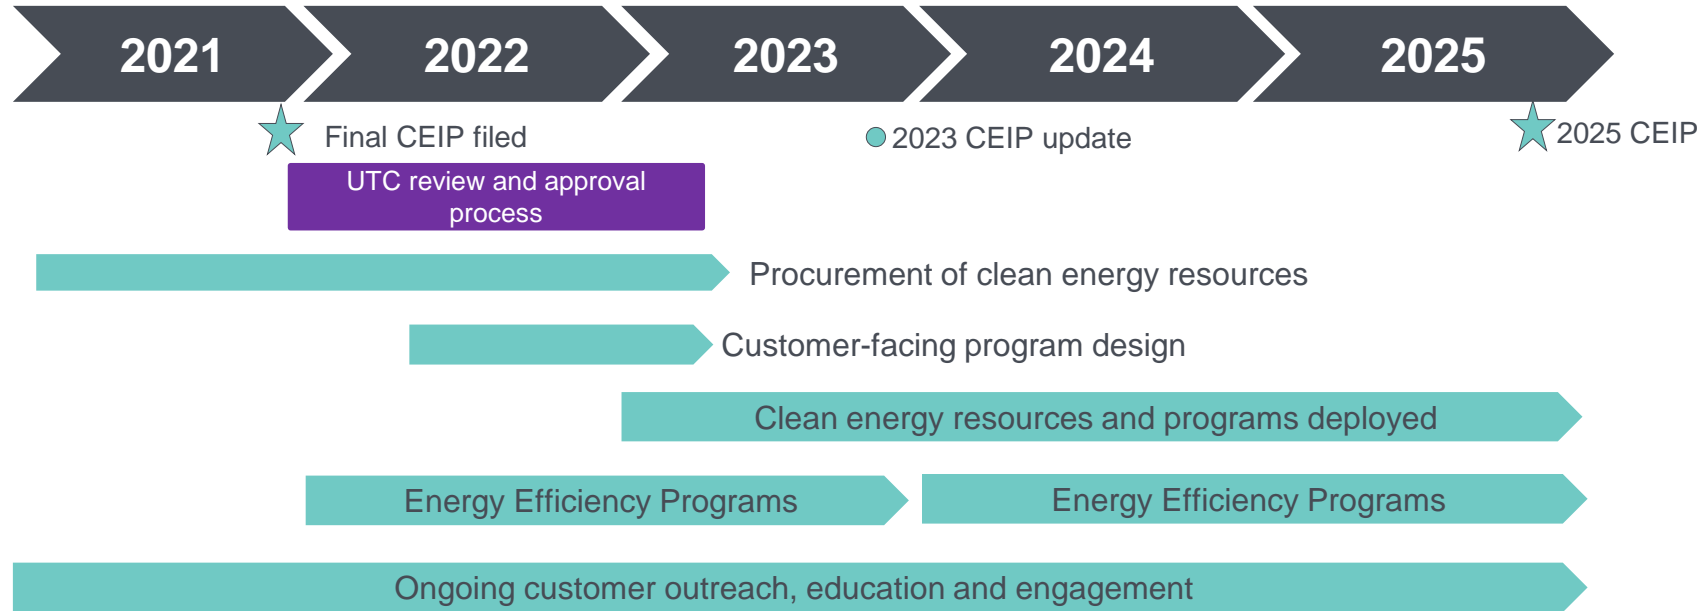 2021
2022
2023
2024
2025
Final CEIP filed
2023 CEIP update
2025 CEIP
UTC review and approval
process
Procurement of clean energy resources
Customer-facing program design
Clean energy resources and programs deployed
Energy Efficiency Programs
Energy Efficiency Programs
Ongoing customer outreach, education and engagement